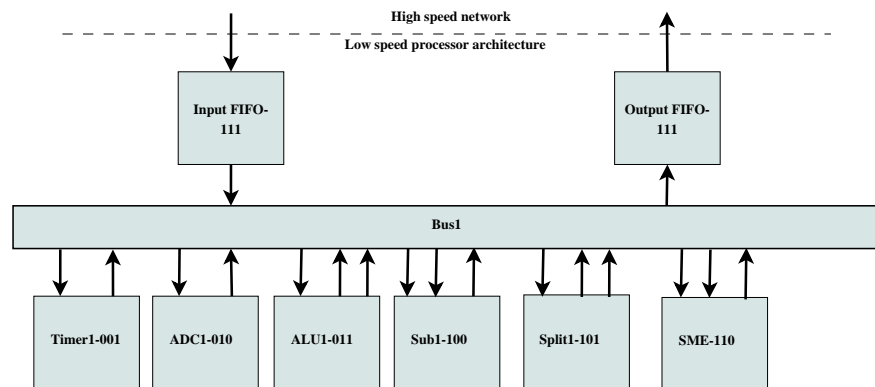 High speed network
Low speed processor architecture
Input FIFO-
111
Output FIFO-
111
Bus1
Timer1-001
ADC1-010
ALU1-011
Sub1-100
Split1-101
SME-110